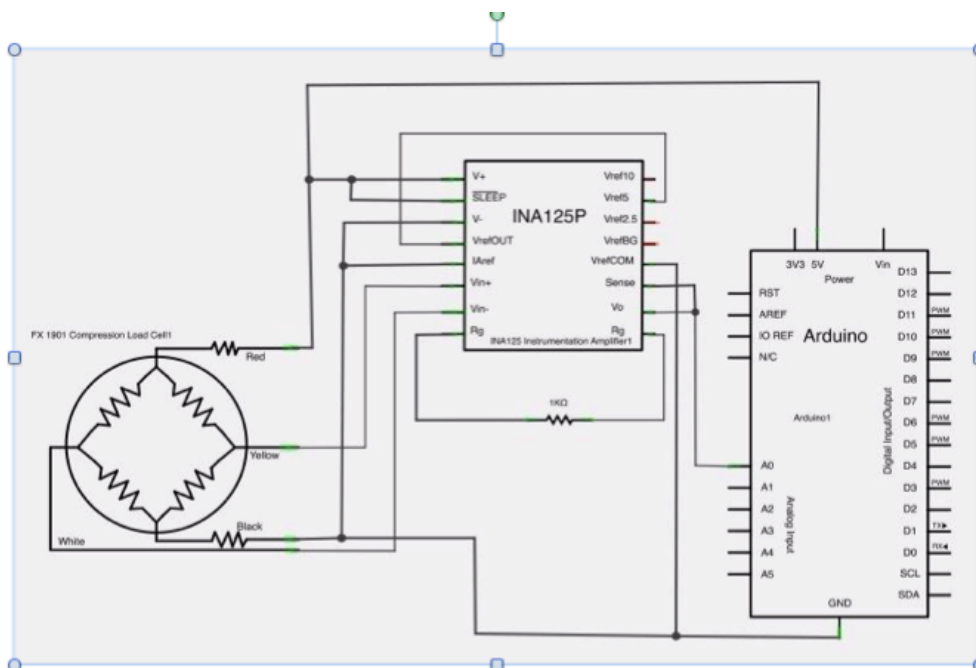 FX 1901 Compression Load Cell1
Red
Yellow
Black
White
V+
SLEEP
V-
VrefOUT
IAref
Vin+
Vin-
Rg
INA125P
Vref10
Vref5
Vref2.5
VrefBG
VrefCOM
Sense
Vo
Rg
INA125 Instrumentation Amplifier1
1KΩ
3V3 5V Vin
Power
RST
AREF
IO REF
N/C
Arduino
Arduino1
A0
A1
A2
A3
A4
A5
Analog Input
Digital Input/Output
D13
D12
D11 PWM
D10 PWM
D9 PWM
D8
D7
D6 PWM
D5 PWM
D4
D3 PWM
D2
D1 TX
D0 RX
SCL
SDA
GND